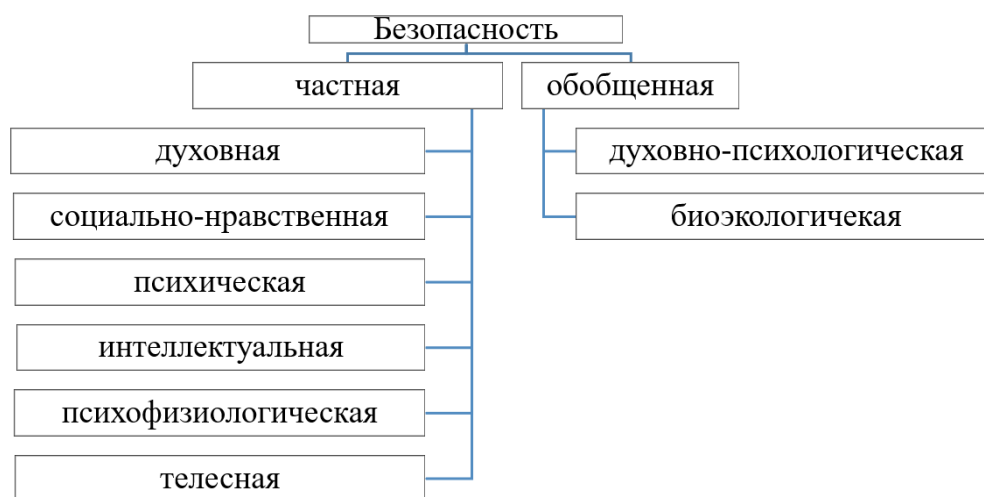 Безопасность
частная
обобщенная
духовная
социально-нравственная
психическая
интеллектуальная
психофизиологическая
телесная
духовно-психологическая
биоэкологичекая